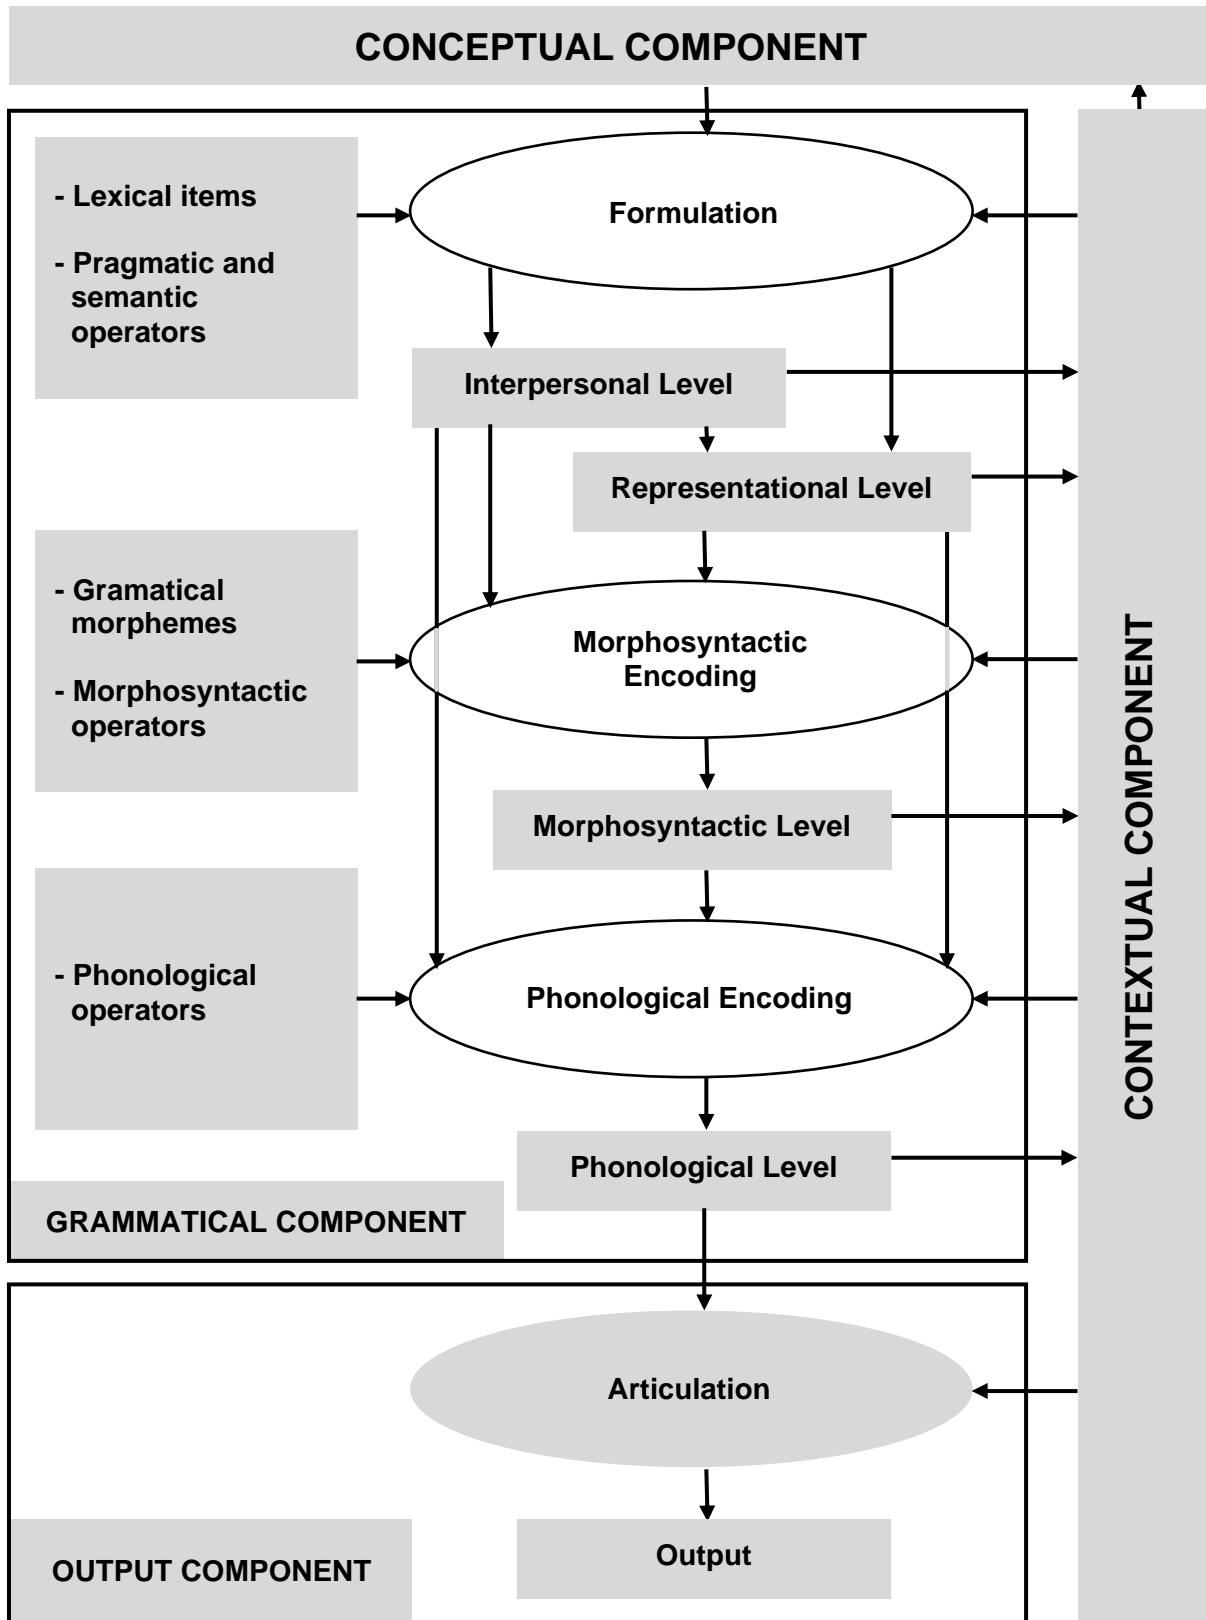 CONCEPTUAL COMPONENT
- Lexical items
- Pragmatic and
semantic
operators
Formulation
Interpersonal Level
Representational Level
- Gramatical
morphemes
- Morphosyntactic
operators
Morphosyntactic
Encoding
Morphosyntactic Level
- Phonological
operators
Phonological Encoding
Phonological Level
GRAMMATICAL COMPONENT
CONTEXTUAL COMPONENT
Articulation
Output
OUTPUT COMPONENT